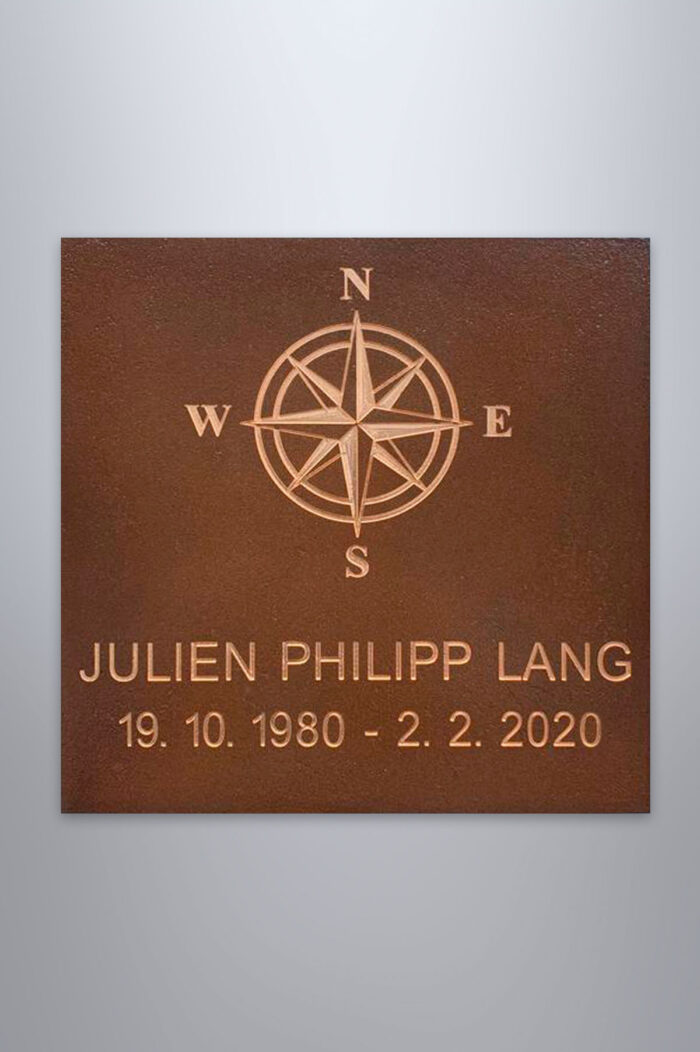 N
W E
S
JULIEN PHILIPP LANG
19. 10. 1980 - 2. 2. 2020